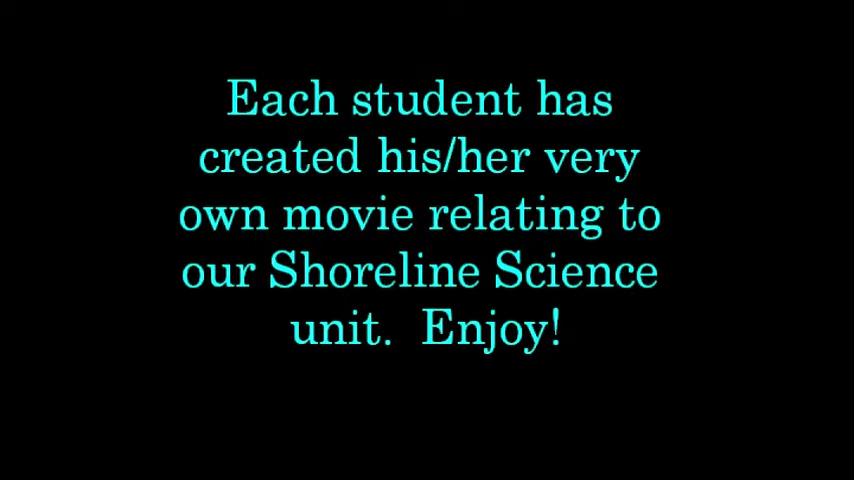 Each student has
created his/her very
own movie relating to
our Shoreline Science
unit.  Enjoy!